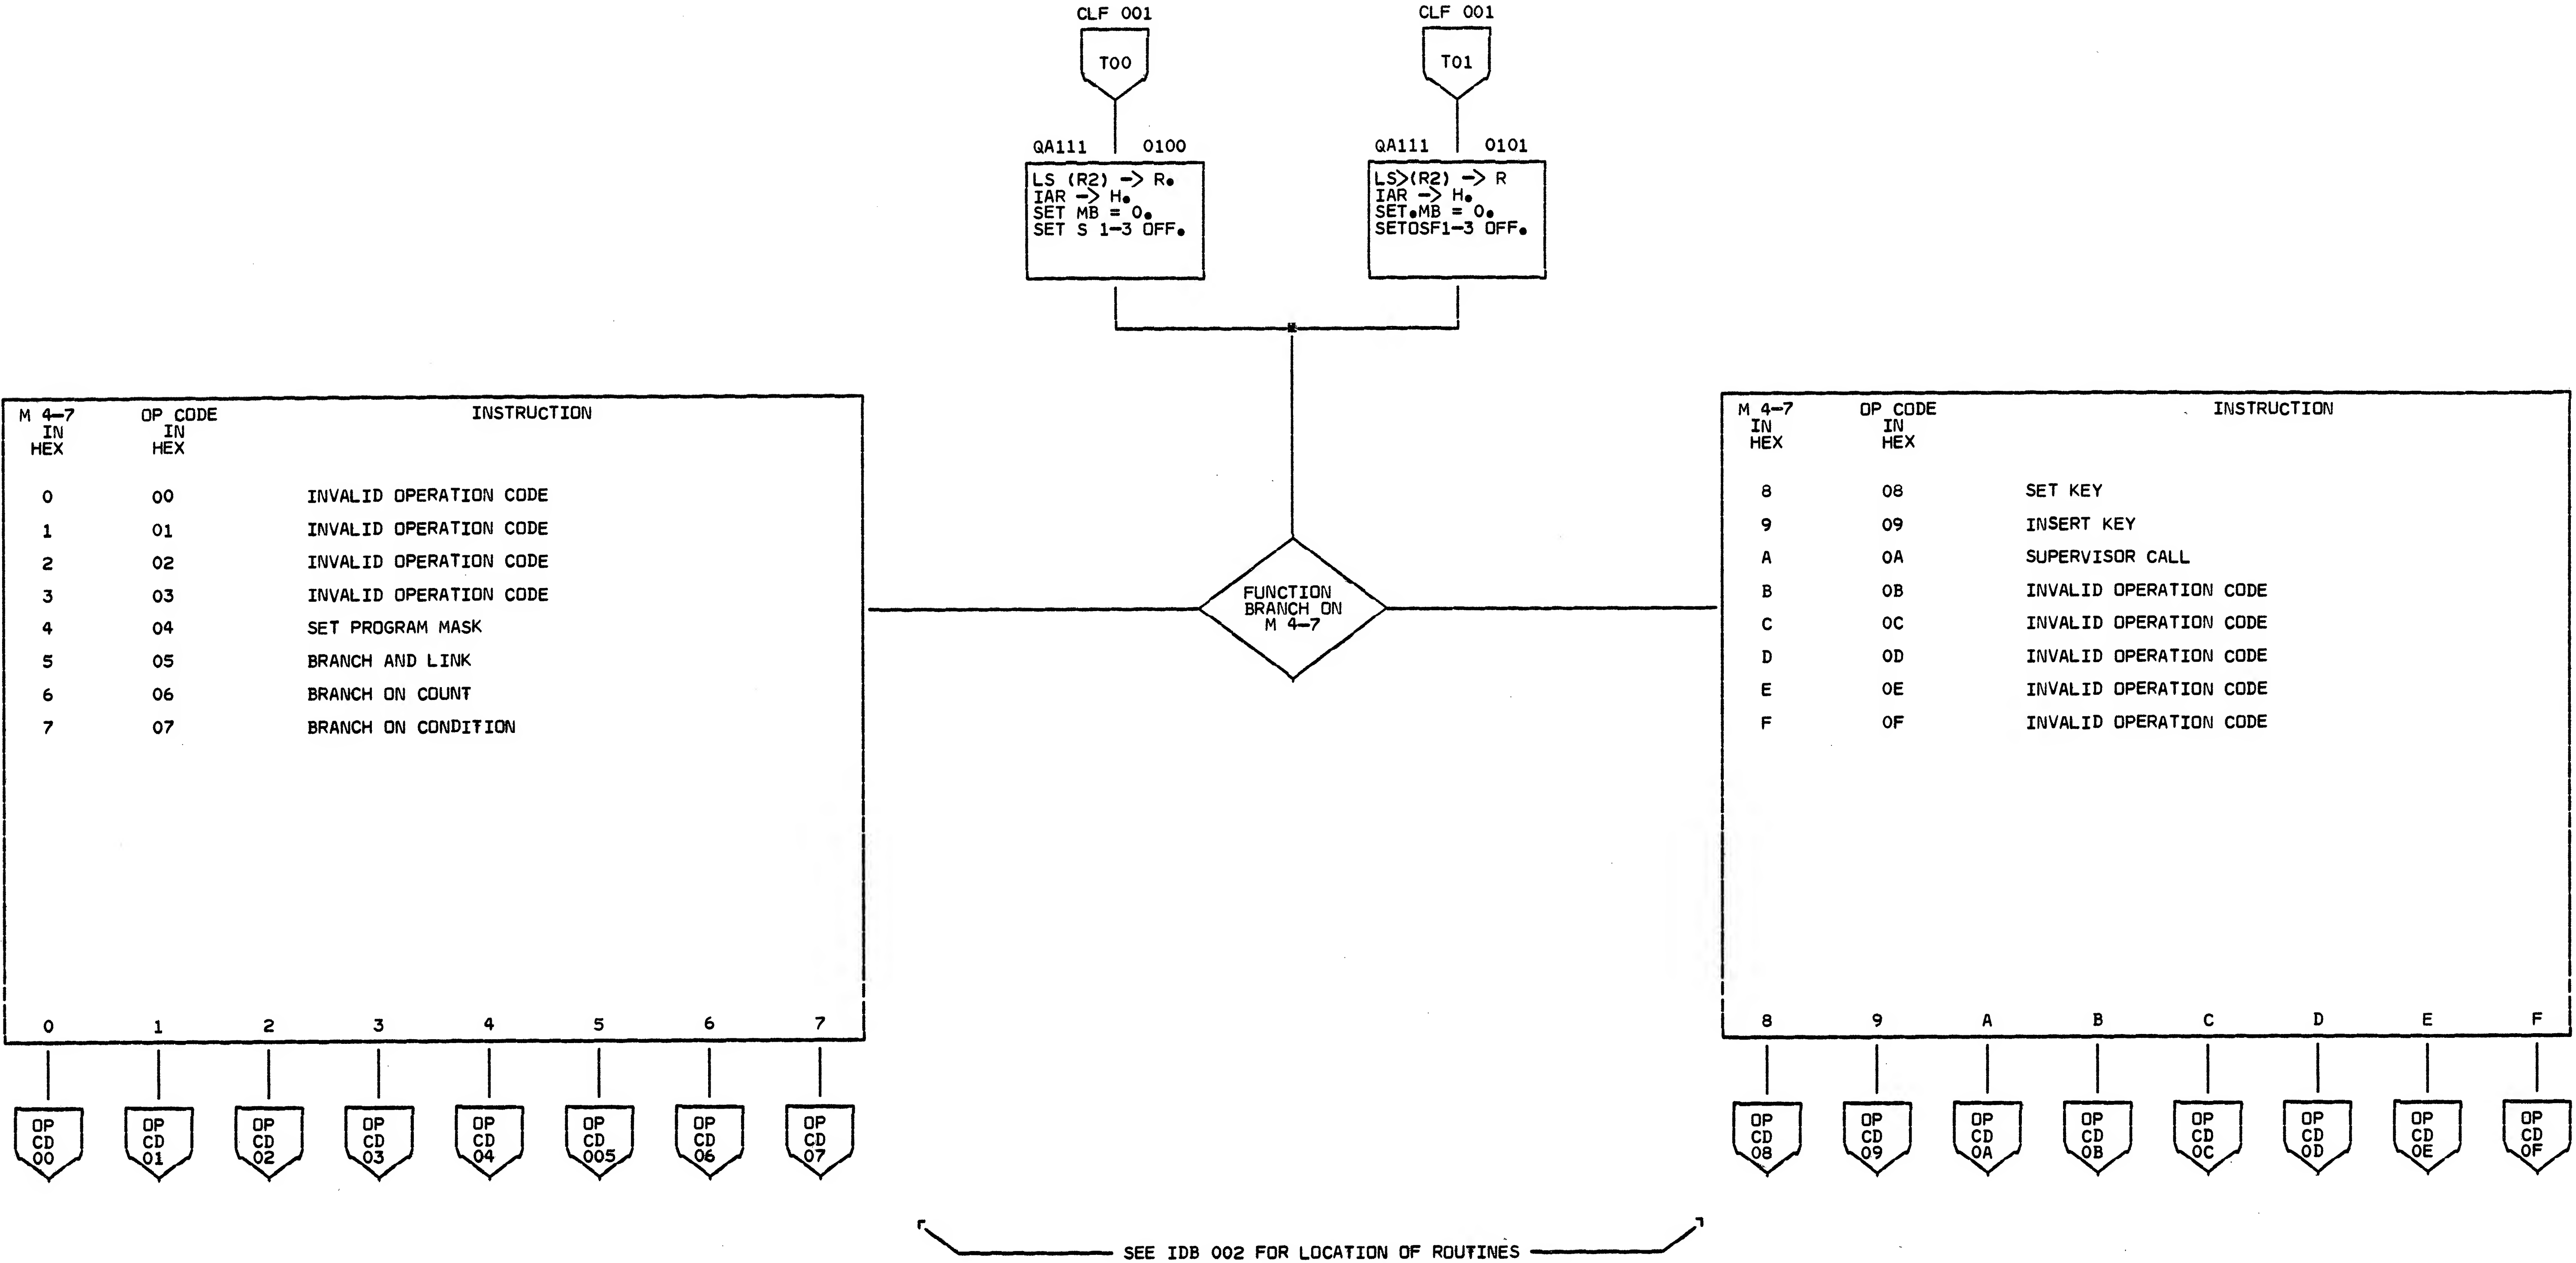 CLF 001
T00
QA111 0100
LS (R2) -> R.
IAR -> H.
SET MB = 0.
SET S 1-3 OFF.
CLF 001
T01
QA111 0101
LS>(R2) -> R
IAR -> H.
SET.MB = 0.
SETOSF1-3 OFF.
M 4-7 OP CODE INSTRUCTION
IN IN
HEX HEX
0 00 INVALID OPERATION CODE
1 01 INVALID OPERATION CODE
2 02 INVALID OPERATION CODE
3 03 INVALID OPERATION CODE
4 04 SET PROGRAM MASK
5 05 BRANCH AND LINK
6 06 BRANCH ON COUNT
7 07 BRANCH ON CONDITION
0 1 2 3 4 5 6 7
FUNCTION
BRANCH ON
M 4-7
M 4-7 OP CODE INSTRUCTION
IN IN
HEX HEX
8 08 SET KEY
9 09 INSERT KEY
A 0A SUPERVISOR CALL
B 0B INVALID OPERATION CODE
C 0C INVALID OPERATION CODE
D 0D INVALID OPERATION CODE
E 0E INVALID OPERATION CODE
F 0F INVALID OPERATION CODE
8 9 A B C D E F
OP OP OP OP OP OP OP OP
CD CD CD CD CD CD CD CD
00 01 02 03 04 005 06 07
OP OP OP OP OP OP OP OP
CD CD CD CD CD CD CD CD
08 09 0A 0B 0C 0D 0E 0F
SEE IDB 002 FOR LOCATION OF ROUTINES